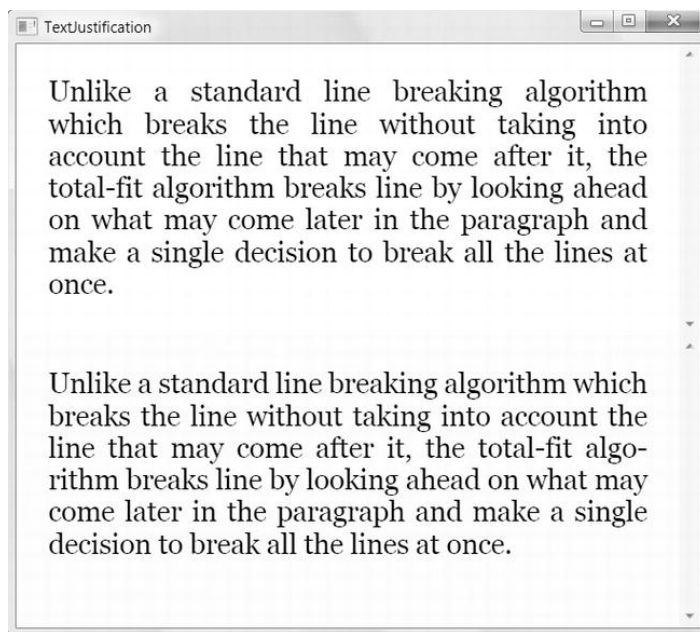 TextJustification
Unlike a standard line breaking algorithm
which breaks the line without taking into
account the line that may come after it, the
total-fit algorithm breaks line by looking ahead
on what may come later in the paragraph and
make a single decision to break all the lines at
once.
Unlike a standard line breaking algorithm which
breaks the line without taking into account the
line that may come after it, the total-fit algo-
rithm breaks line by looking ahead on what may
come later in the paragraph and make a single
decision to break all the lines at once.